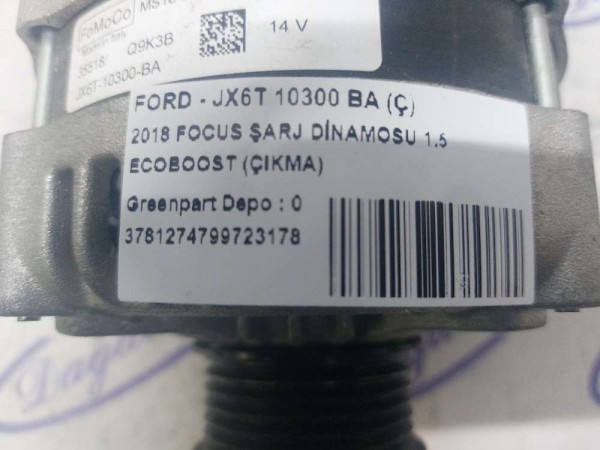 FoMoCo
14 V
Q9K3B
JX6T-10300-BA
FORD - JX6T 10300 BA (Ç)
2018 FOCUS ŞARJ DİNAMOSU 1.5
ECOBOOST (ÇIKMA)
Greenpart Depo : 0
3781274799723178